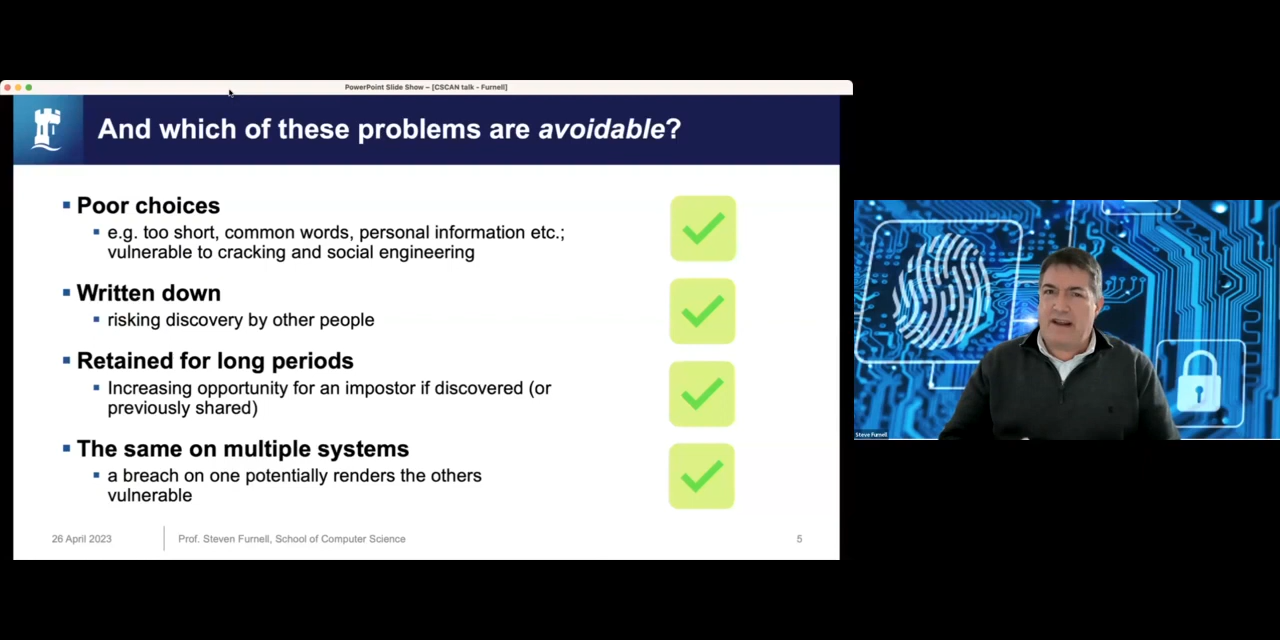 PowerPoint Slide Show – [CSCAN talk - Furnell]
And which of these problems are avoidable?
Poor choices
e.g. too short, common words, personal information etc.;
vulnerable to cracking and social engineering
Written down
risking discovery by other people
Retained for long periods
Increasing opportunity for an impostor if discovered (or
previously shared)
The same on multiple systems
a breach on one potentially renders the others
vulnerable
26 April 2023
Prof. Steven Furnell, School of Computer Science
5
Steve Furnell